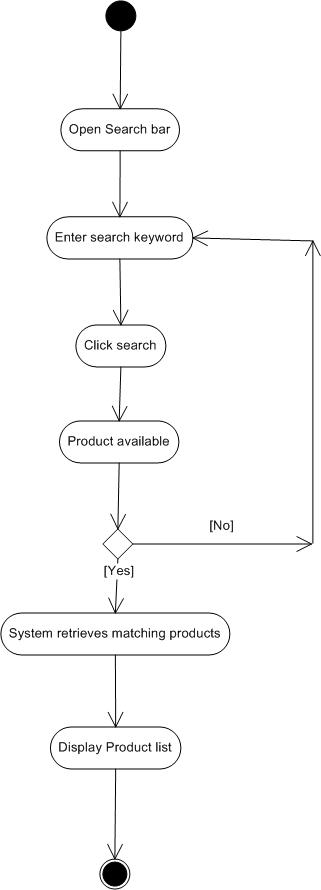 Open Search bar
Enter search keyword
Click search
Product available
[No]
[Yes]
System retrieves matching products
Display Product list